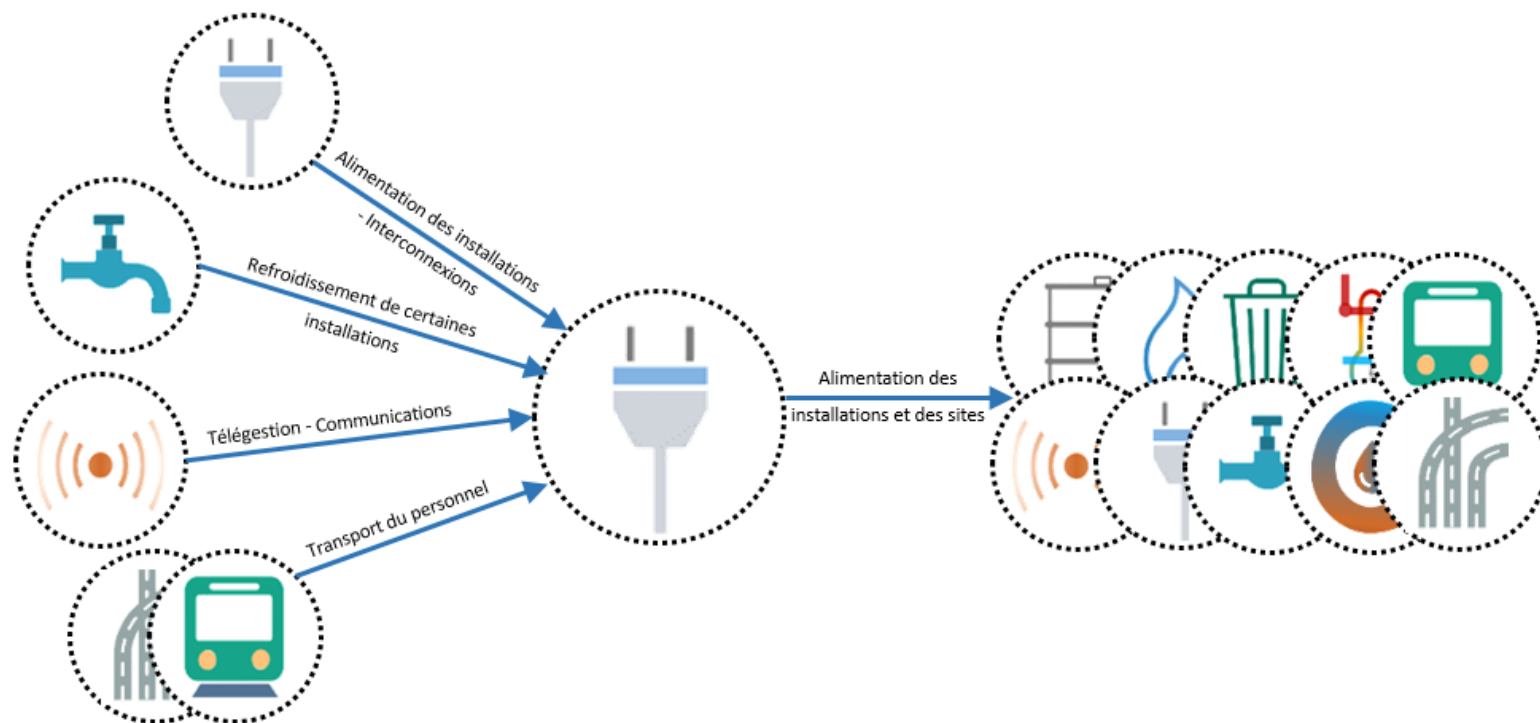 Alimentation des installations
- Interconnexions
Refroidissement de certaines
installations
Télégestion - Communications
Transport du personnel
Alimentation des
installations et des sites